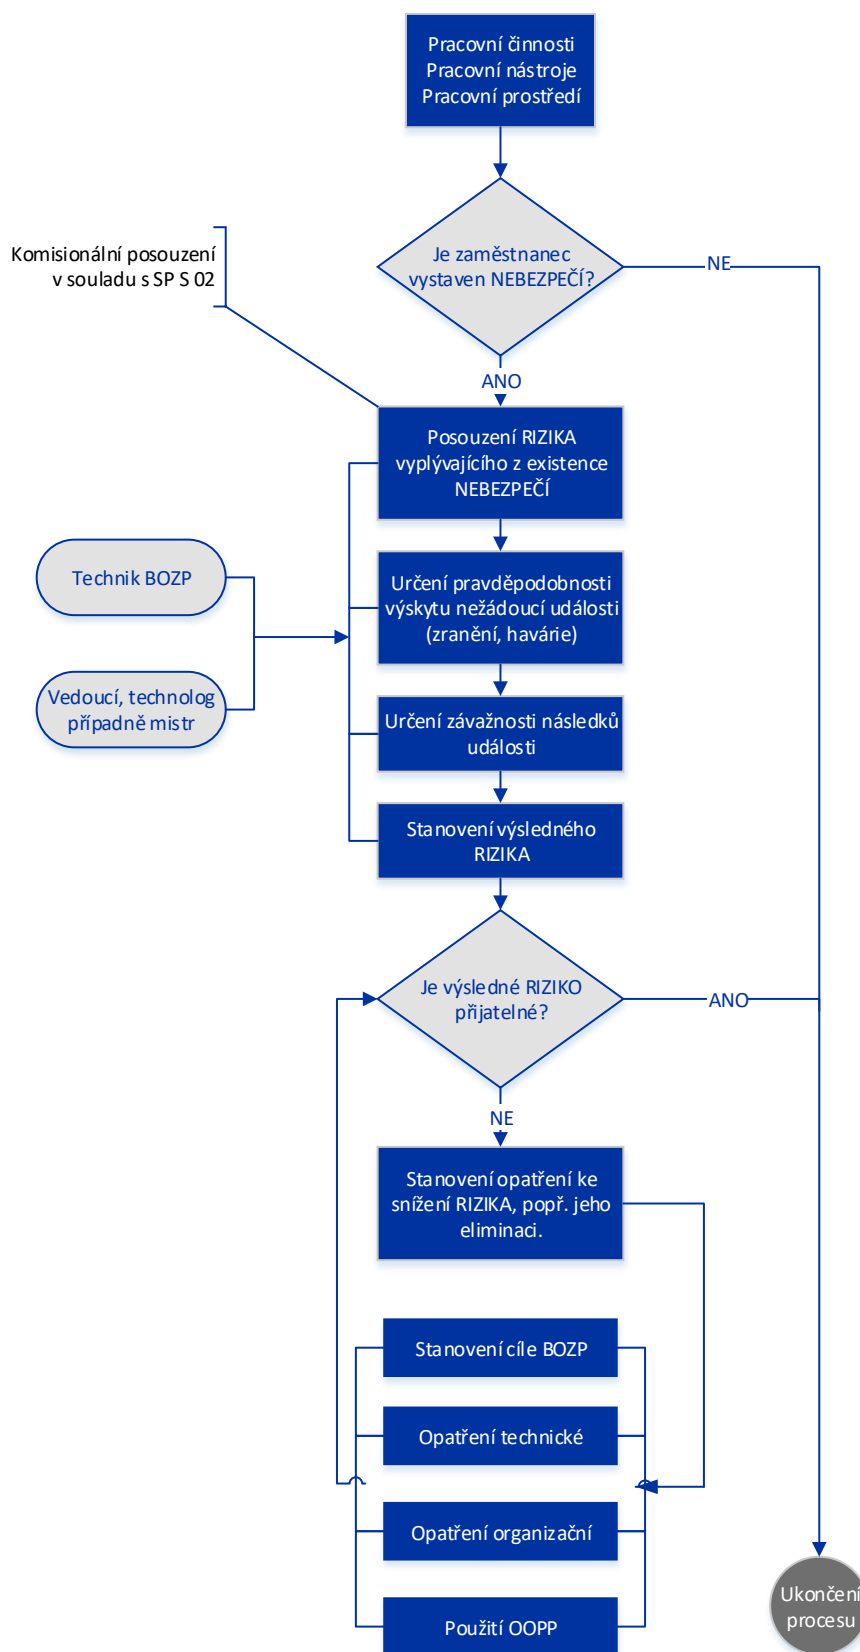 Pracovní činnosti
Pracovní nástroje
Pracovní prostředí
Je zaměstnanec
vystaven NEBEZPEČÍ?
NE
Komisionální posouzení
v souladu s SP S 02
ANO
Posouzení RIZIKA
vyplývajícího z existence
NEBEZPEČÍ
Technik BOZP
Určení pravděpodobnosti
výskytu nežádoucí události
(zranění, havárie)
Vedoucí, technolog
případně mistr
Určení závažnosti následků
události
Stanovení výsledného
RIZIKA
Je výsledné RIZIKO
přijatelné?
ANO
NE
Stanovení opatření ke
snížení RIZIKA, popř. jeho
eliminaci.
Stanovení cíle BOZP
Opatření technické
Opatření organizační
Použití OOPP
Ukončení
procesu